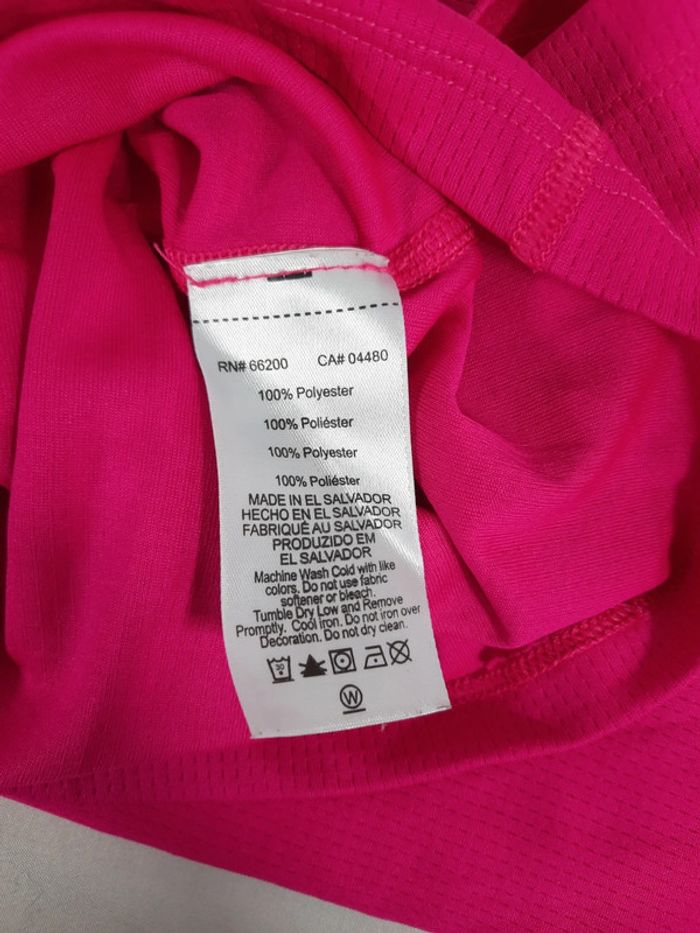 RN# 66200 CA# 04480
100% Polyester
100% Poliéster
100% Polyester
100% Poliéster
MADE IN EL SALVADOR
HECHO EN EL SALVADOR
FABRIQUÉ AU SALVADOR
PRODUZIDO EM
EL SALVADOR
Machine Wash Cold with like
colors. Do not use fabric
softener or bleach.
Tumble Dry Low and Remove
Promptly. Cool iron. Do not iron over
Decoration. Do not dry clean.
30
W